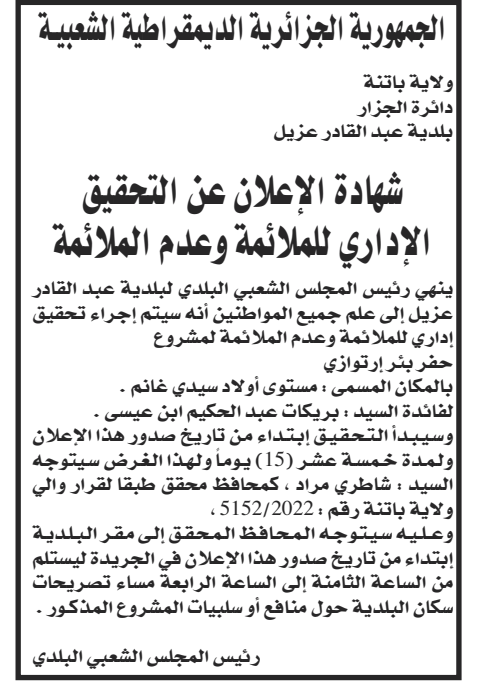 الجمهورية الجزائرية الديمقراطية الشعبية
ولاية باتنة
دائرة الجزار
بلدية عبد القادر عزيل
شهادة الإعلان عن التحقيق
الإداري للملائمة وعدم الملائمة
ينهي رئيس المجلس الشعبي البلدي لبلدية عبد القادر
عزيل إلى علم جميع المواطنين أنه سيتم إجراء تحقيق
إداري للملائمة وعدم الملائمة لمشروع
حفر بئر إرتوازي
بالمكان المسمى : مستوى أولاد سيدي غانم .
لفائدة السيد : بريكات عبد الحكيم ابن عيسى .
وسيبدأ التحقيق إبتداء من تاريخ صدور هذا الإعلان
ولمدة خمسة عشر (15) يوماً ولهذا الغرض سيتوجه
السيد : شاطري مراد ، كمحافظ محقق طبقا لقرار والي
ولاية باتنة رقم : 5152/2022 ،
وعليه سيتوجه المحافظ المحقق إلى مقر البلدية
إبتداء من تاريخ صدور هذا الإعلان في الجريدة ليستلم
من الساعة الثامنة إلى الساعة الرابعة مساء تصريحات
سكان البلدية حول منافع أو سلبيات المشروع المذكور .
رئيس المجلس الشعبي البلدي